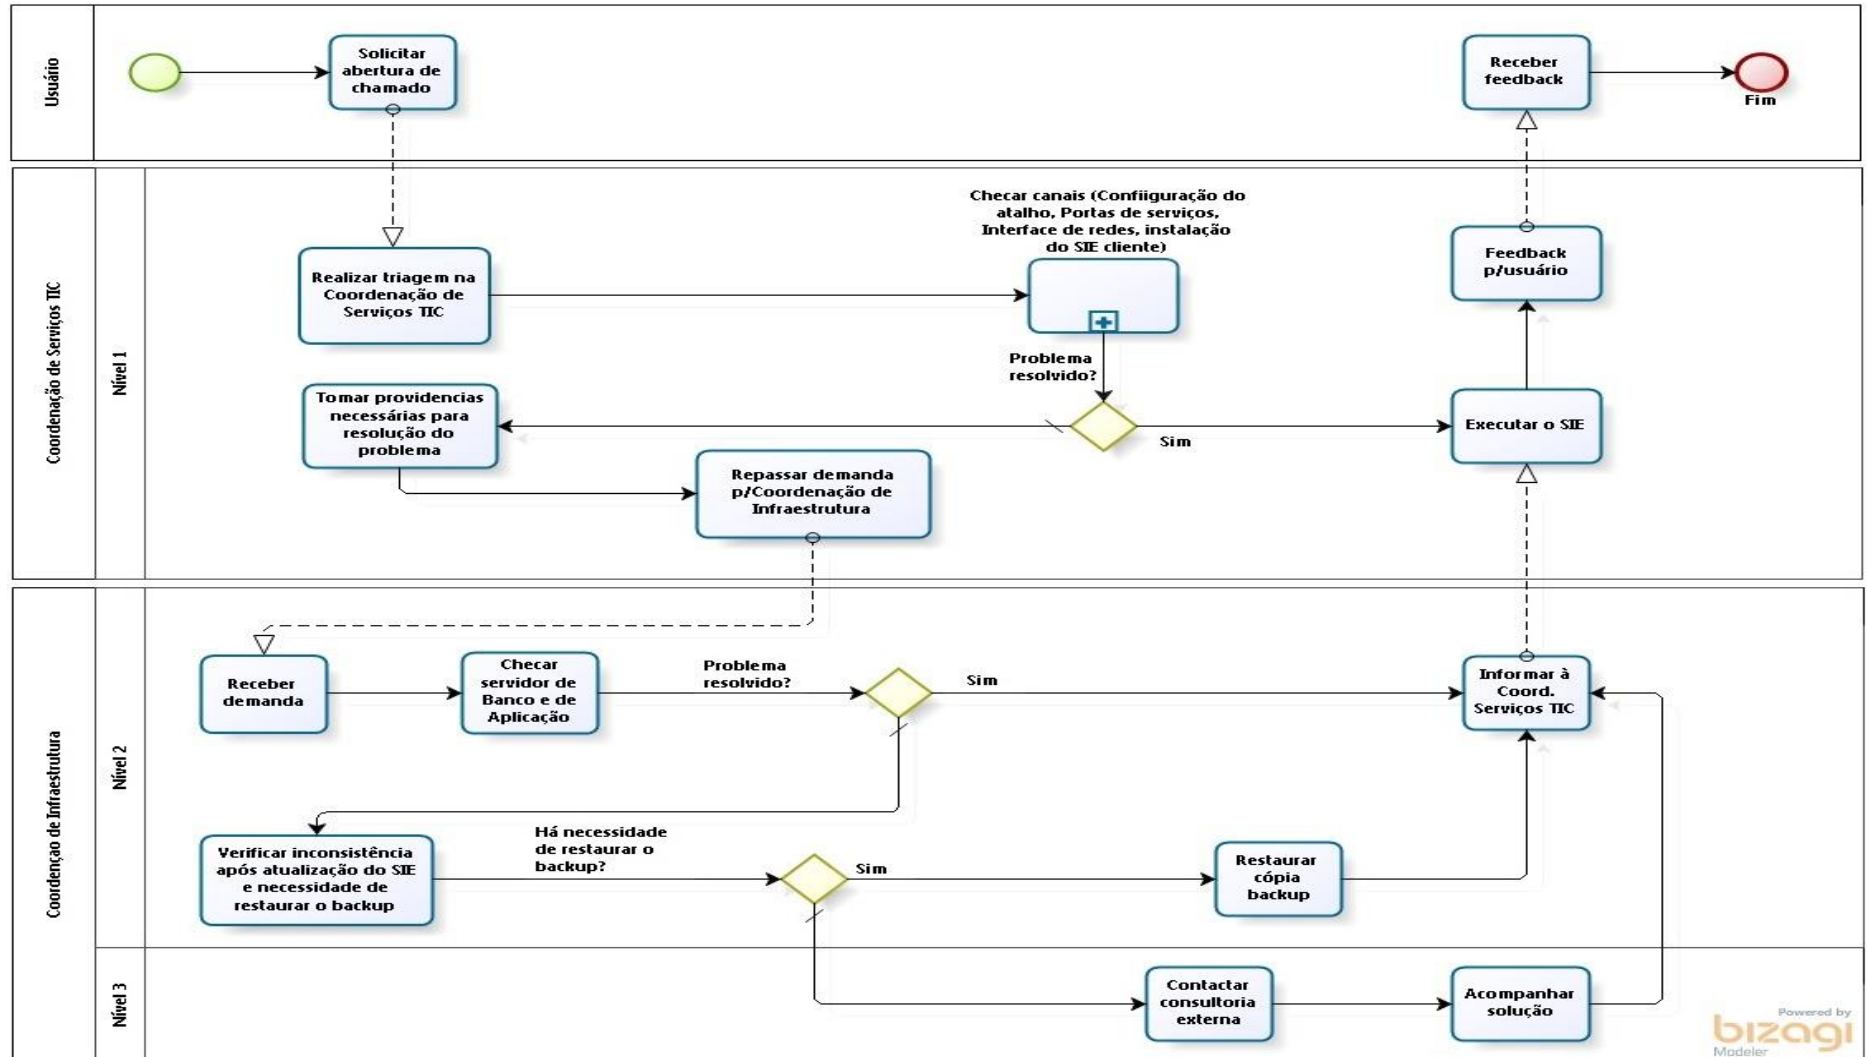 Usuário
Solicitar
abertura de
chamado
Receber
feedback
Fim
Coordenação de Serviços TIC
Nível 1
Realizar triagem na
Coordenação de
Serviços TIC
Checar canais (Confiiguração do
atalho, Portas de serviços,
Interface de redes, instalação
do SIE cliente)
Feedback
p/usuário
Problema
resolvido?
Tomar providencias
necessárias para
resolução do
problema
Sim
Executar o SIE
Repassar demanda
p/Coordenação de
Infraestrutura
Coordençao de Infraestrutura
Nível 2
Receber
demanda
Checar
servidor de
Banco e de
Aplicação
Problema
resolvido?
Sim
Informar à
Coord.
Serviços TIC
Verificar inconsistência
após atualização do SIE
e necessidade de
restaurar o backup
Há necessidade
de restaurar o
backup?
Sim
Restaurar
cópia
backup
Nível 3
Contactar
consultoria
externa
Acompanhar
solução
Powered by
bizagi
Modeler